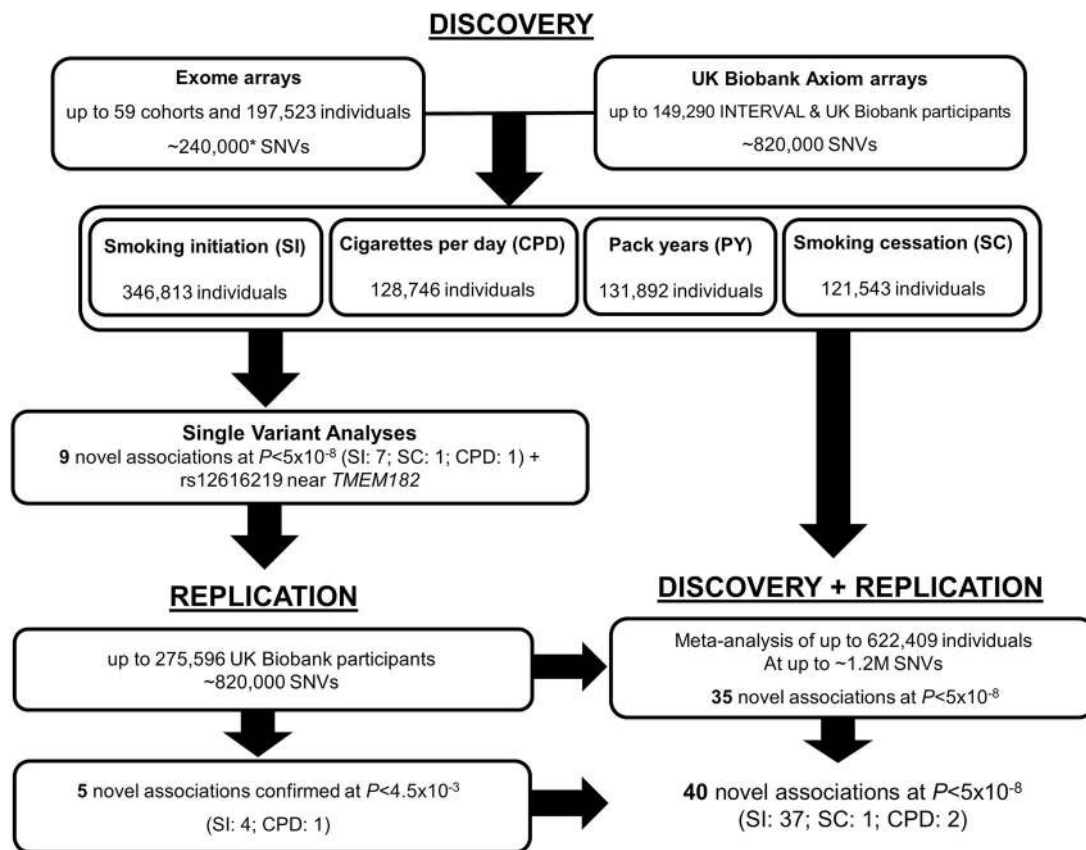 DISCOVERY
Exome arrays
up to 59 cohorts and 197,523 individuals
~240,000* SNVs
UK Biobank Axiom arrays
up to 149,290 INTERVAL & UK Biobank participants
~820,000 SNVs
Smoking initiation (SI)
346,813 individuals
Cigarettes per day (CPD)
128,746 individuals
Pack years (PY)
131,892 individuals
Smoking cessation (SC)
121,543 individuals
Single Variant Analyses
9 novel associations at P<5x10⁻⁸ (SI: 7; SC: 1; CPD: 1) +
rs12616219 near TMEM182
REPLICATION
up to 275,596 UK Biobank participants
~820,000 SNVs
5 novel associations confirmed at P<4.5x10⁻³
(SI: 4; CPD: 1)
DISCOVERY + REPLICATION
Meta-analysis of up to 622,409 individuals
At up to ~1.2M SNVs
35 novel associations at P<5x10⁻⁸
40 novel associations at P<5x10⁻⁸
(SI: 37; SC: 1; CPD: 2)